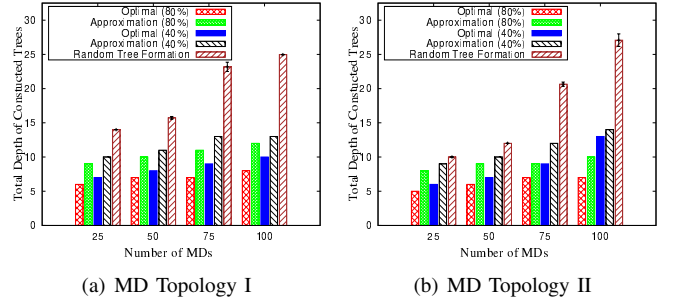 Total Depth of Constucted Trees
30
25
20
15
10
5
0
Optimal (80%)
Approximation (80%)
Optimal (40%)
Approximation (40%)
Random Tree Formation
25 50 75 100
Number of MDs
(a) MD Topology I
Total Depth of Constucted Trees
30
25
20
15
10
5
0
Optimal (80%)
Approximation (80%)
Optimal (40%)
Approximation (40%)
Random Tree Formation
25 50 75 100
Number of MDs
(b) MD Topology II